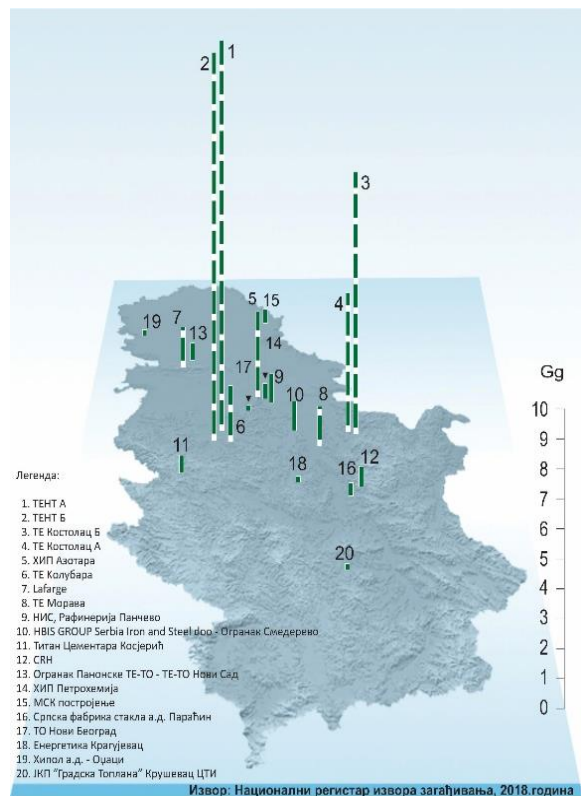 1
2
3
4
5
15
19
7
13
14
17
9
10
8
6
11
18
16
12
20
Gg
10
9
8
7
6
5
4
3
2
1
0
Легенда:
1. ТЕНТ А
2. ТЕНТ Б
3. ТЕ Костолац Б
4. ТЕ Костолац А
5. ХИП Азотара
6. ТЕ Колубара
7. Lafarge
8. ТЕ Морава
9. НИС, Рафинерија Панчево
10. HBIS GROUP Serbia Iron and Steel doo - Огранак Смедерево
11. Титан Цементара Косјерић
12. CRH
13. Огранак Панонске ТЕ-ТО - ТЕ-ТО Нови Сад
14. ХИП Петрохемија
15. МСК постројење
16. Српска фабрика стакла а.д. Параћин
17. ТО Нови Београд
18. Енергетика Крагујевац
19. Хипол а.д. - Оџаци
20. ЈКП "Градска Топлана" Крушевац ЦТИ
Извор: Национални регистар извора загађивања, 2018.година